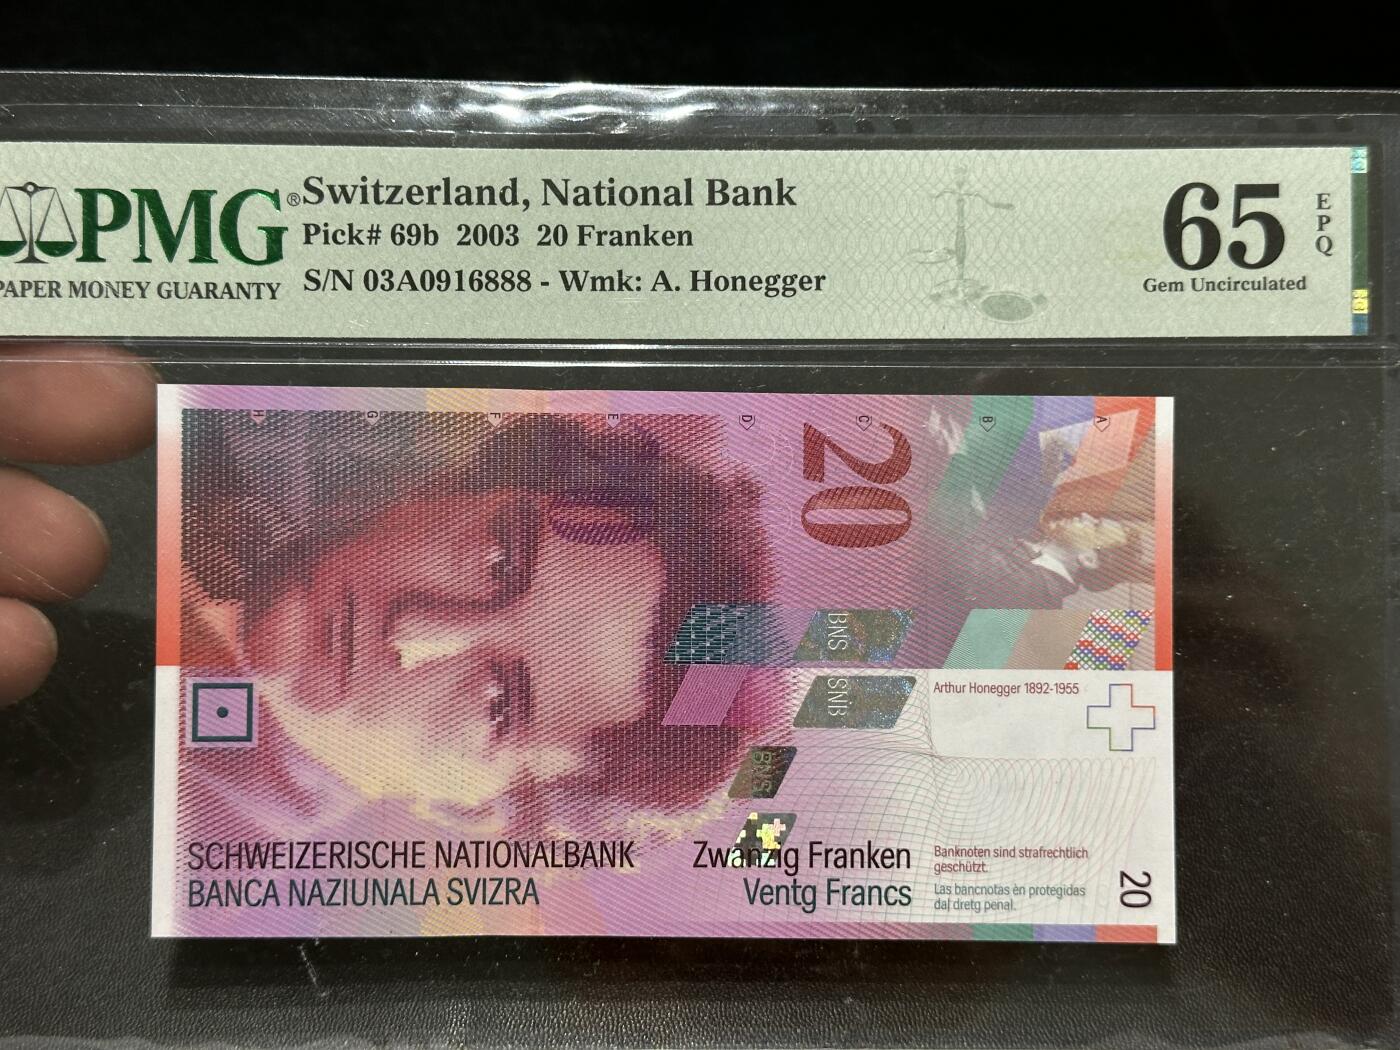 PMG®
PAPER MONEY GUARANTY
Switzerland, National Bank
Pick# 69b 2003 20 Franken
S/N 03A0916888 - Wmk: A. Honegger
65
EPQ
Gem Uncirculated
H G F E D C B A
20
BNS
SNB
BNS
Arthur Honegger 1892-1955
SCHWEIZERISCHE NATIONALBANK
BANCA NAZIUNALA SVIZRA
Zwanzig Franken
Ventg Francs
Banknoten sind strafrechtlich
geschützt.
Las bancnotas èn protegidas
dal dretg penal.
20